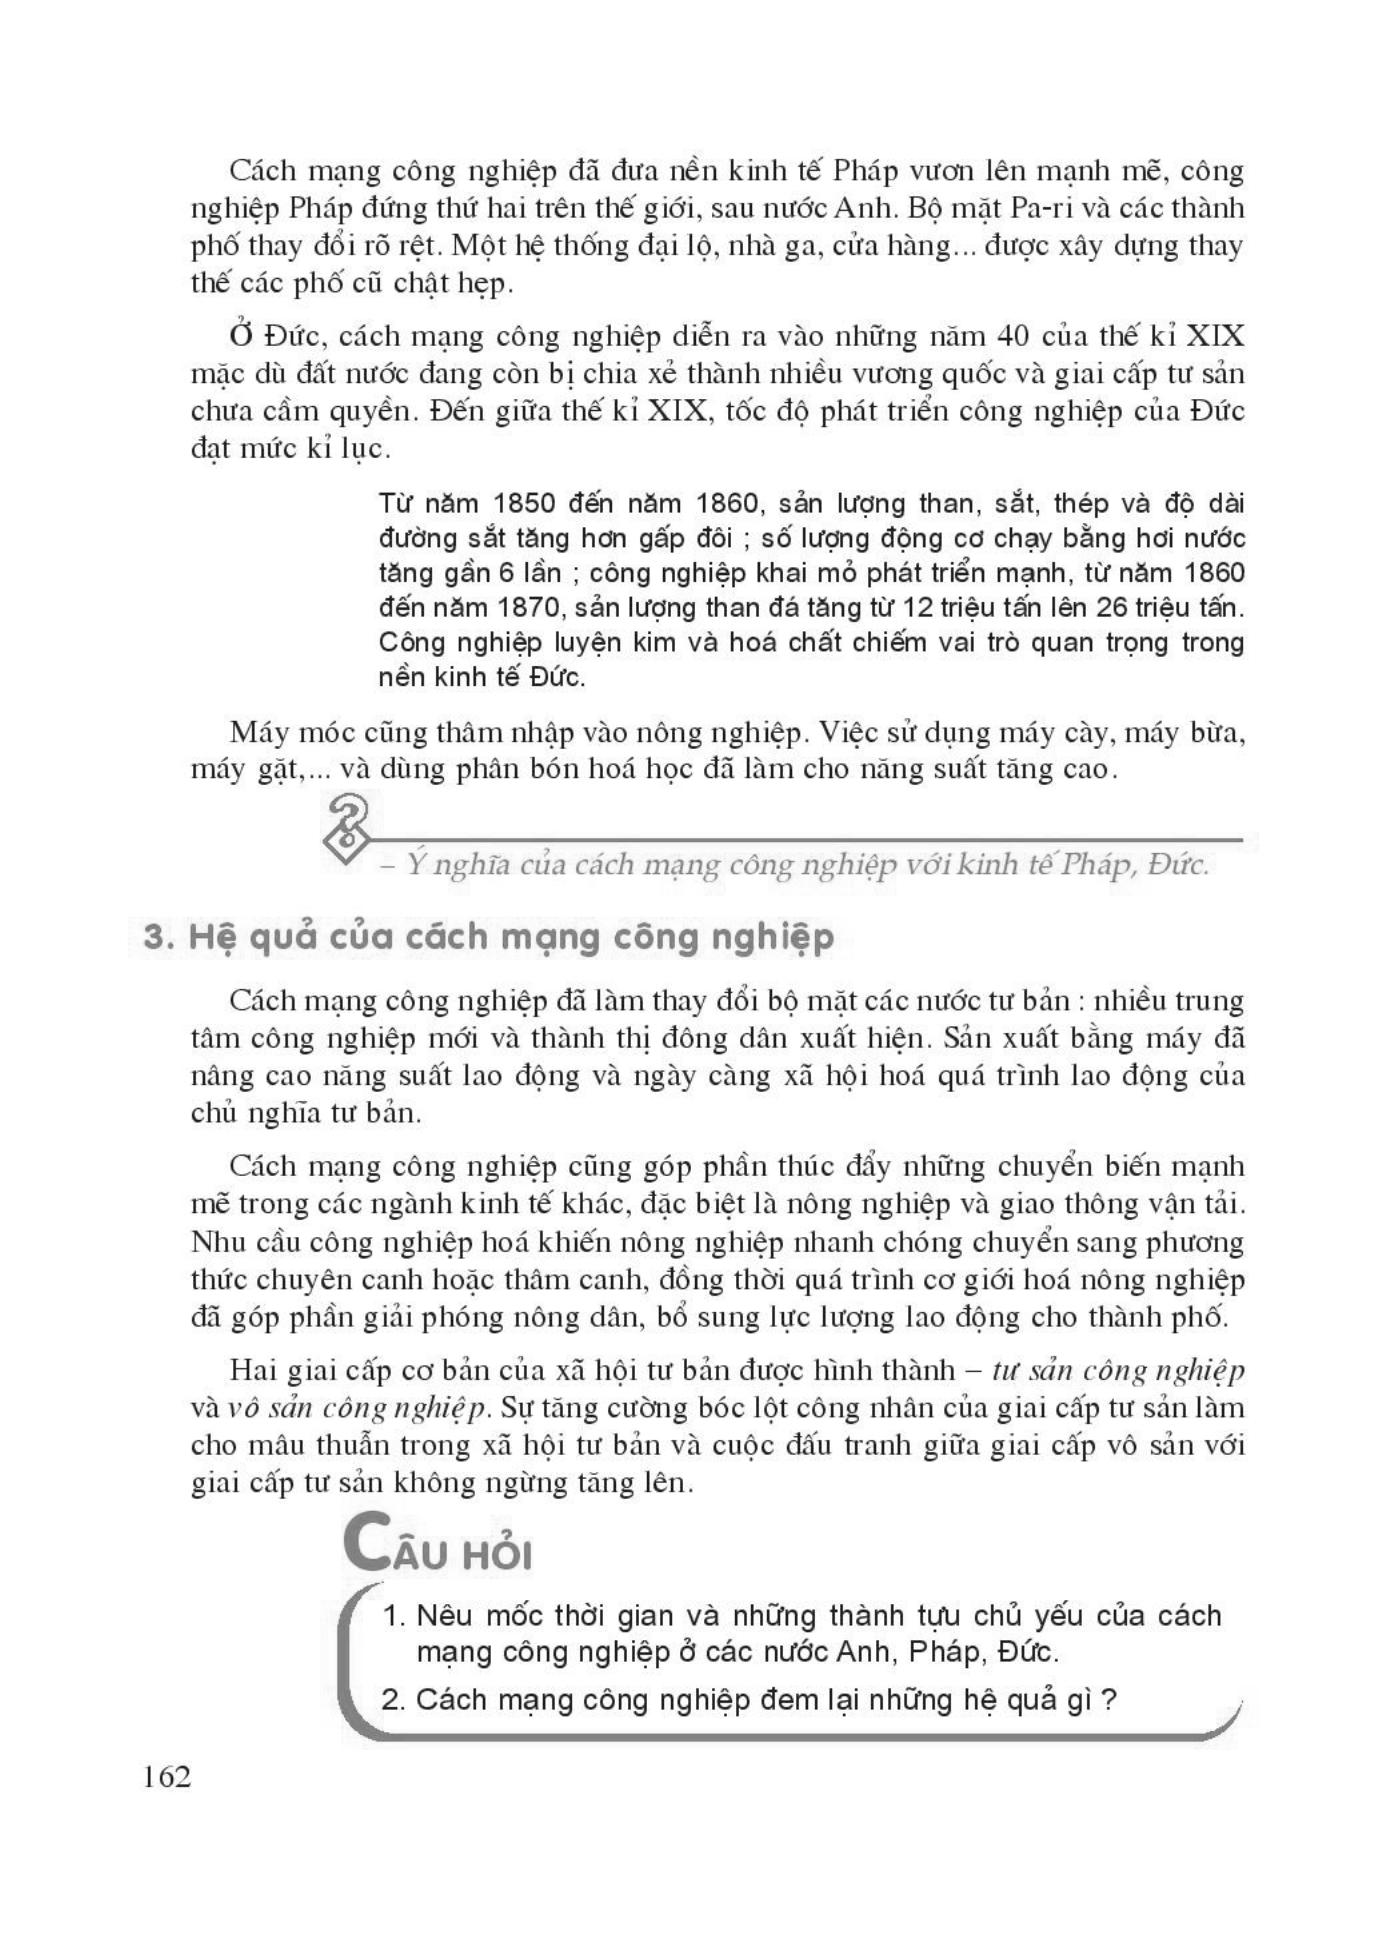 Cách mạng công nghiệp đã đưa nền kinh tế Pháp vươn lên mạnh mẽ, công
nghiệp Pháp đứng thứ hai trên thế giới, sau nước Anh. Bộ mặt Pa-ri và các thành
phố thay đổi rõ rệt. Một hệ thống đại lộ, nhà ga, cửa hàng... được xây dựng thay
thế các phố cũ chật hẹp.
Ở Đức, cách mạng công nghiệp diễn ra vào những năm 40 của thế kỉ XIX
mặc dù đất nước đang còn bị chia xẻ thành nhiều vương quốc và giai cấp tư sản
chưa cầm quyền. Đến giữa thế kỉ XIX, tốc độ phát triển công nghiệp của Đức
đạt mức kỉ lục.
Từ năm 1850 đến năm 1860, sản lượng than, sắt, thép và độ dài
đường sắt tăng hơn gấp đôi ; số lượng động cơ chạy bằng hơi nước
tăng gần 6 lần ; công nghiệp khai mỏ phát triển mạnh, từ năm 1860
đến năm 1870, sản lượng than đá tăng từ 12 triệu tấn lên 26 triệu tấn.
Công nghiệp luyện kim và hoá chất chiếm vai trò quan trọng trong
nền kinh tế Đức.
Máy móc cũng thâm nhập vào nông nghiệp. Việc sử dụng máy cày, máy bừa,
máy gặt,... và dùng phân bón hoá học đã làm cho năng suất tăng cao.
?
– Ý nghĩa của cách mạng công nghiệp với kinh tế Pháp, Đức.
3. Hệ quả của cách mạng công nghiệp
Cách mạng công nghiệp đã làm thay đổi bộ mặt các nước tư bản : nhiều trung
tâm công nghiệp mới và thành thị đông dân xuất hiện. Sản xuất bằng máy đã
nâng cao năng suất lao động và ngày càng xã hội hoá quá trình lao động của
chủ nghĩa tư bản.
Cách mạng công nghiệp cũng góp phần thúc đẩy những chuyển biến mạnh
mẽ trong các ngành kinh tế khác, đặc biệt là nông nghiệp và giao thông vận tải.
Nhu cầu công nghiệp hoá khiến nông nghiệp nhanh chóng chuyển sang phương
thức chuyên canh hoặc thâm canh, đồng thời quá trình cơ giới hoá nông nghiệp
đã góp phần giải phóng nông dân, bổ sung lực lượng lao động cho thành phố.
Hai giai cấp cơ bản của xã hội tư bản được hình thành – tư sản công nghiệp
và vô sản công nghiệp. Sự tăng cường bóc lột công nhân của giai cấp tư sản làm
cho mâu thuẫn trong xã hội tư bản và cuộc đấu tranh giữa giai cấp vô sản với
giai cấp tư sản không ngừng tăng lên.
CÂU HỎI
1. Nêu mốc thời gian và những thành tựu chủ yếu của cách
mạng công nghiệp ở các nước Anh, Pháp, Đức.
2. Cách mạng công nghiệp đem lại những hệ quả gì ?
162